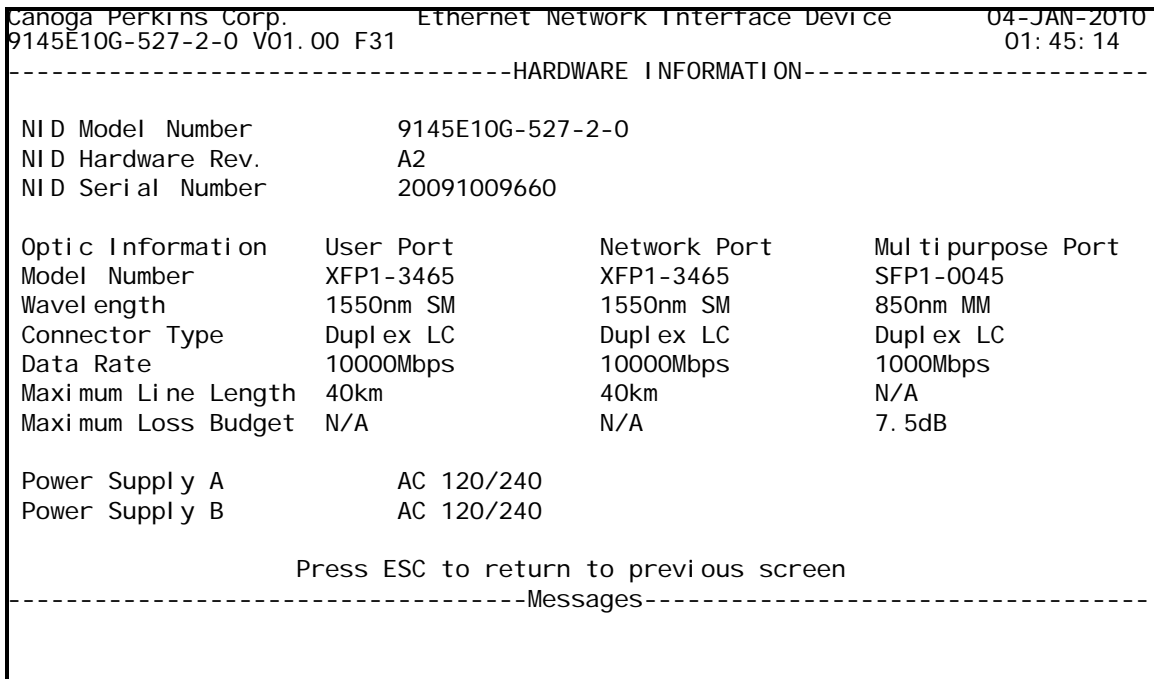 Canoga Perkins Corp. Ethernet Network Interface Device 04-JAN-2010
9145E10G-527-2-0 V01.00 F31 01:45:14
-----------------------------------HARDWARE INFORMATION------------------------
NID Model Number 9145E10G-527-2-0
NID Hardware Rev. A2
NID Serial Number 20091009660
Optic Information User Port Network Port Multipurpose Port
Model Number XFP1-3465 XFP1-3465 SFP1-0045
Wavelength 1550nm SM 1550nm SM 850nm MM
Connector Type Duplex LC Duplex LC Duplex LC
Data Rate 10000Mbps 10000Mbps 1000Mbps
Maximum Line Length 40km 40km N/A
Maximum Loss Budget N/A N/A 7.5dB
Power Supply A AC 120/240
Power Supply B AC 120/240
Press ESC to return to previous screen
------------------------------------Messages-----------------------------------